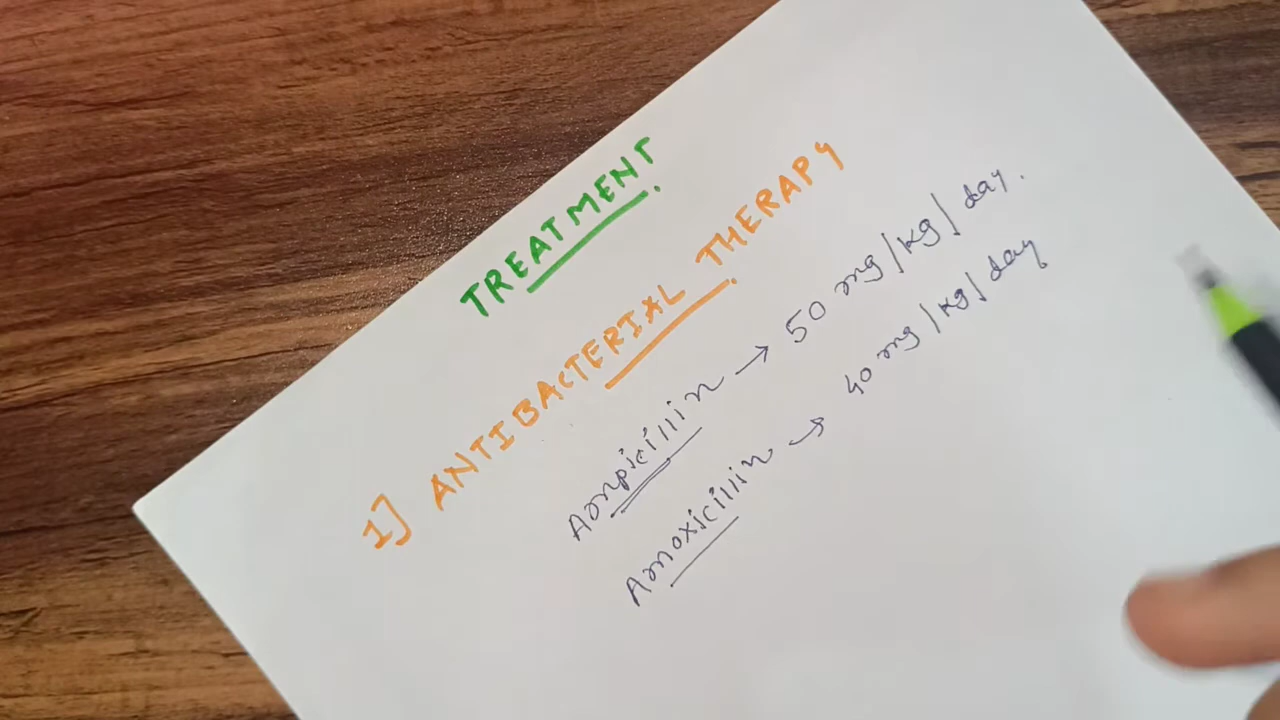 TREATMENT.
1] ANTIBACTERIAL THERAPY
Ampicillin → 50 mg/kg/day.
Amoxicillin → 40 mg/kg/day